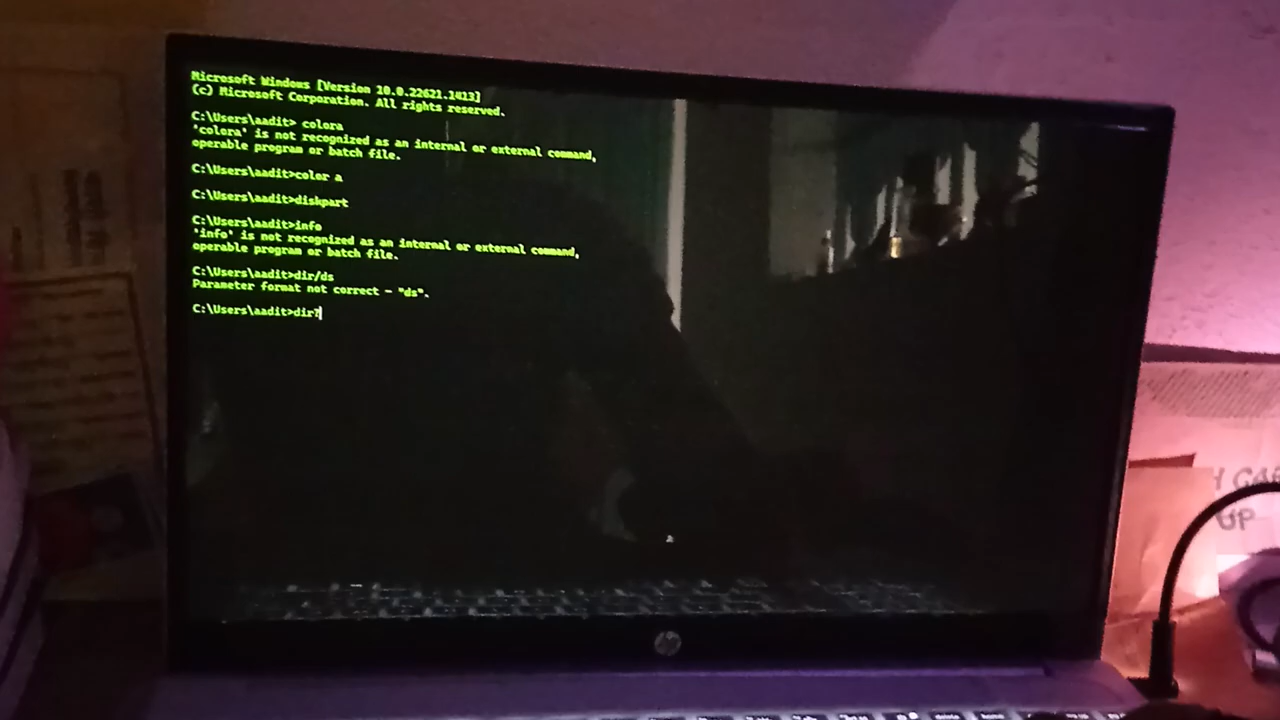 Microsoft Windows [Version 10.0.22621.1413]
(c) Microsoft Corporation. All rights reserved.
C:\Users\aadit> colora
'colora' is not recognized as an internal or external command,
operable program or batch file.
C:\Users\aadit>color a
C:\Users\aadit>diskpart
C:\Users\aadit>info
'info' is not recognized as an internal or external command,
operable program or batch file.
C:\Users\aadit>dir/ds
Parameter format not correct - "ds".
C:\Users\aadit>dir?
hp
UP